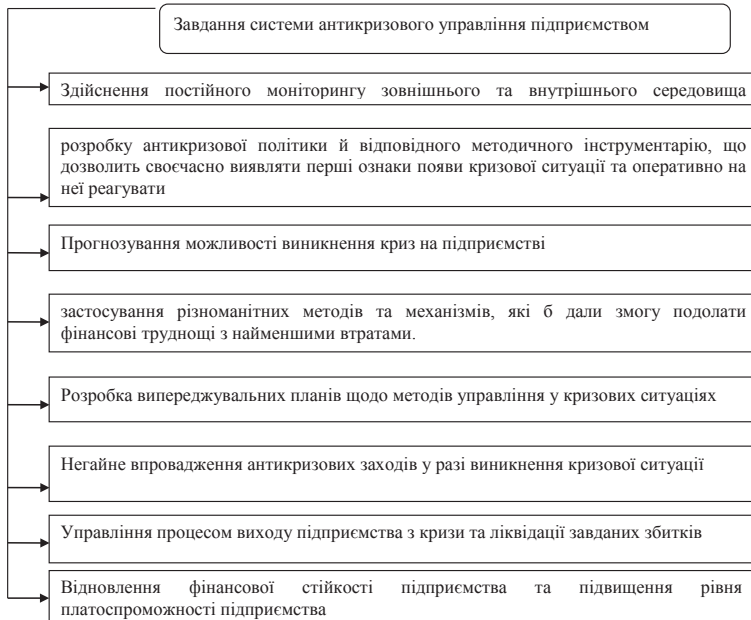 Завдання системи антикризового управління підприємством
Здійснення постійного моніторингу зовнішнього та внутрішнього середовища
розробку антикризової політики й відповідного методичного інструментарію, що
дозволить своєчасно виявляти перші ознаки появи кризової ситуації та оперативно на
неї реагувати
Прогнозування можливості виникнення криз на підприємстві
застосування різноманітних методів та механізмів, які б дали змогу подолати
фінансові труднощі з найменшими втратами.
Розробка випереджувальних планів щодо методів управління у кризових ситуаціях
Негайне впровадження антикризових заходів у разі виникнення кризової ситуації
Управління процесом виходу підприємства з кризи та ліквідації завданих збитків
Відновлення фінансової стійкості підприємства та підвищення рівня
платоспроможності підприємства